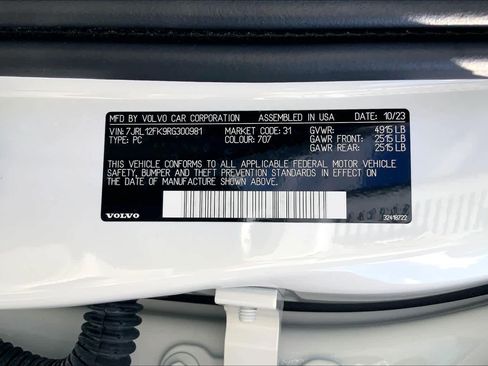 MFD BY VOLVO CAR CORPORATION ASSEMBLED IN USA DATE: 10/23
VIN: 7JRL12FK9RG300981 MARKET CODE: 31 GVWR: 4915 LB
TYPE: PC COLOUR: 707 GAWR FRONT: 2515 LB
GAWR REAR: 2515 LB
THIS VEHICLE CONFORMS TO ALL APPLICABLE FEDERAL MOTOR VEHICLE
SAFETY, BUMPER AND THEFT PREVENTION STANDARDS IN EFFECT ON
THE DATE OF MANUFACTURE SHOWN ABOVE.
VOLVO 32418722